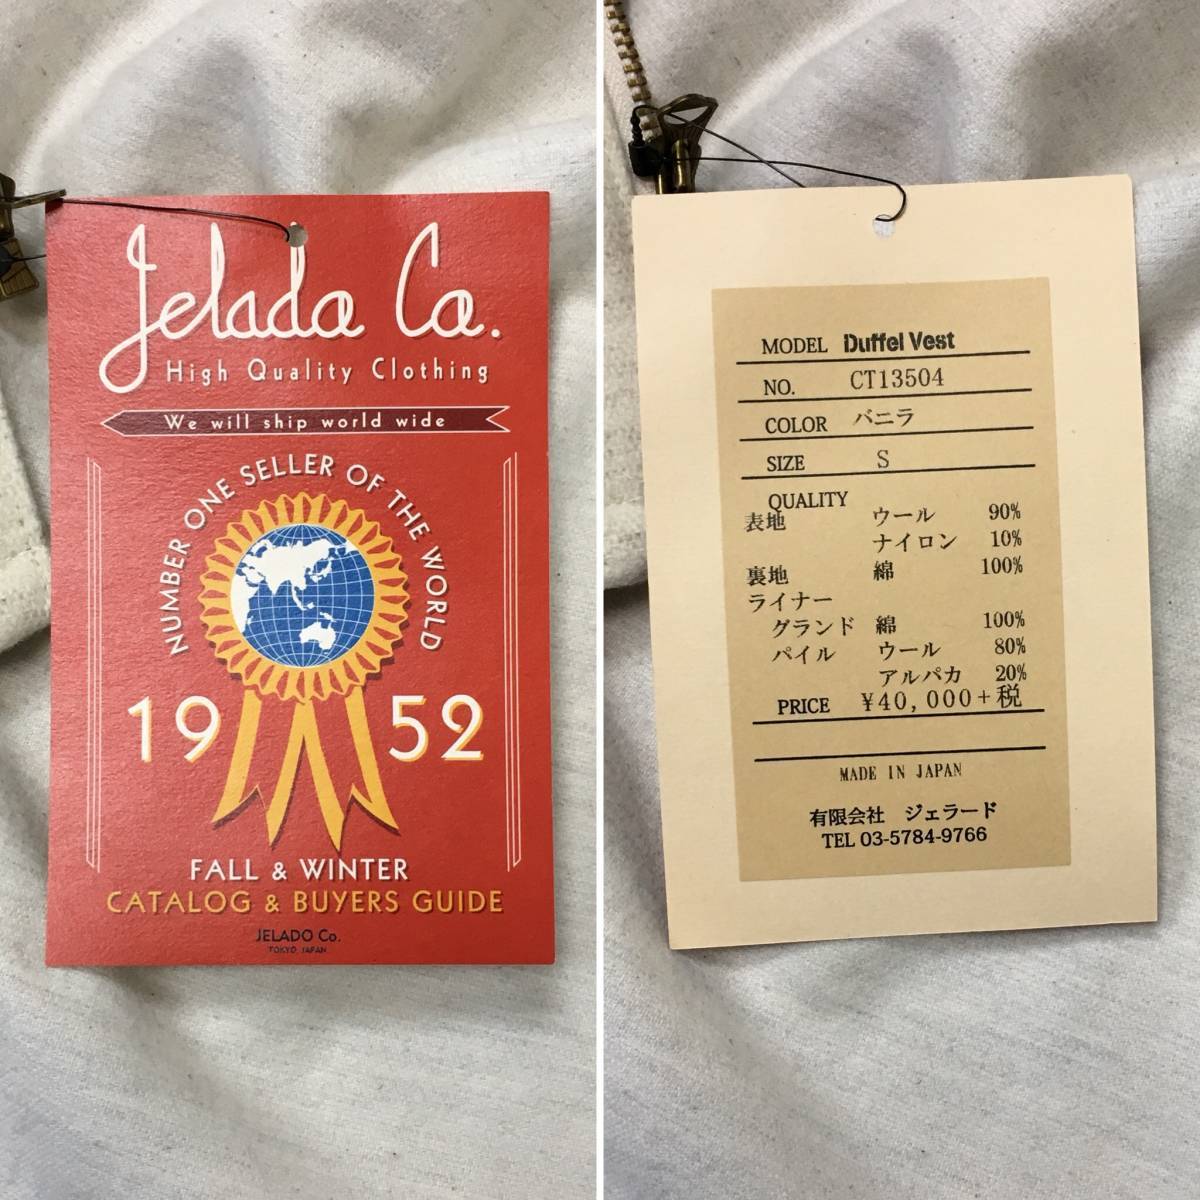 Jelado Co.
High Quality Clothing
We will ship world wide
NUMBER ONE SELLER OF THE WORLD
1952
FALL & WINTER
CATALOG & BUYERS GUIDE
JELADO Co.
TOKYO JAPAN
MODEL Duffel Vest
NO. CT13504
COLOR バニラ
SIZE S
QUALITY
表地 ウール 90%
ナイロン 10%
裏地 綿 100%
ライナー
グランド 綿 100%
パイル ウール 80%
アルパカ 20%
PRICE ¥40,000+税
MADE IN JAPAN
有限会社 ジェラード
TEL 03-5784-9766